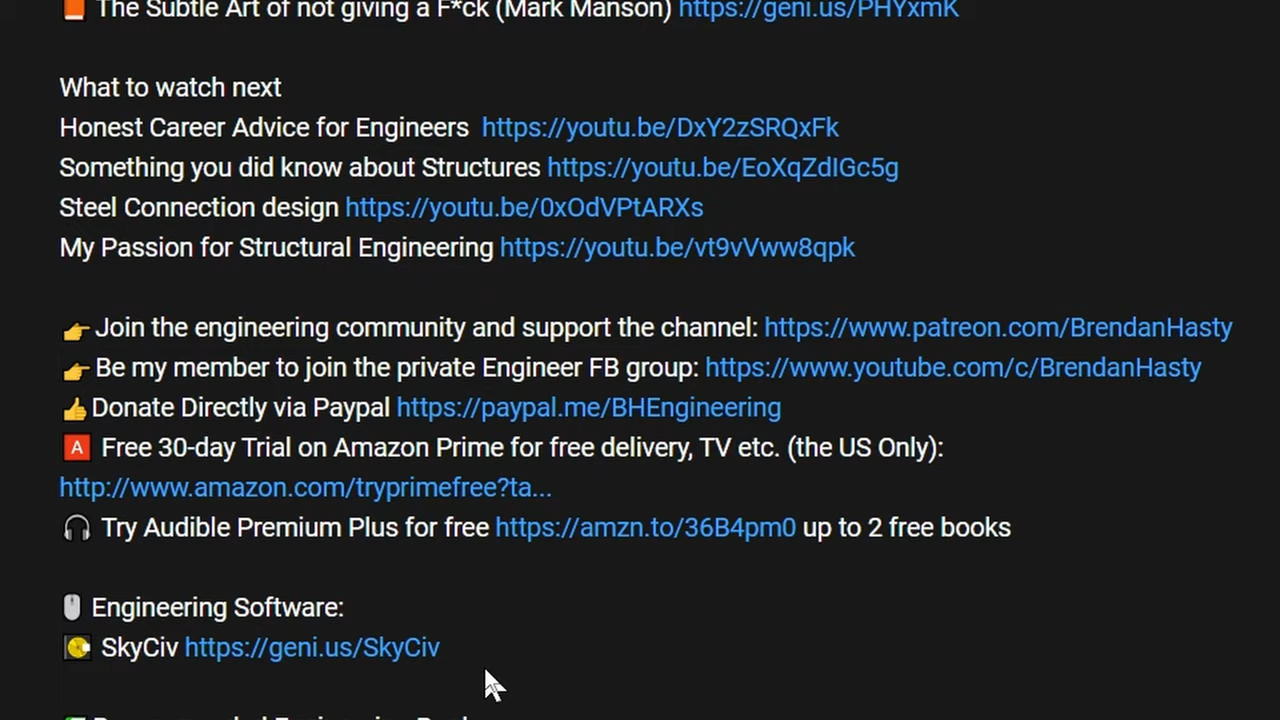 The Subtle Art of not giving a F*ck (Mark Manson) https://geni.us/PHYxmK
What to watch next
Honest Career Advice for Engineers https://youtu.be/DxY2zSRQxFk
Something you did know about Structures https://youtu.be/EoXqZdIGc5g
Steel Connection design https://youtu.be/0xOdVPtARXs
My Passion for Structural Engineering https://youtu.be/vt9vVww8qpk
👉Join the engineering community and support the channel: https://www.patreon.com/BrendanHasty
👉Be my member to join the private Engineer FB group: https://www.youtube.com/c/BrendanHasty
👍Donate Directly via Paypal https://paypal.me/BHEngineering
🅰 Free 30-day Trial on Amazon Prime for free delivery, TV etc. (the US Only):
http://www.amazon.com/tryprimefree?ta...
🎧 Try Audible Premium Plus for free https://amzn.to/36B4pm0 up to 2 free books
🖱 Engineering Software:
SkyCiv https://geni.us/SkyCiv